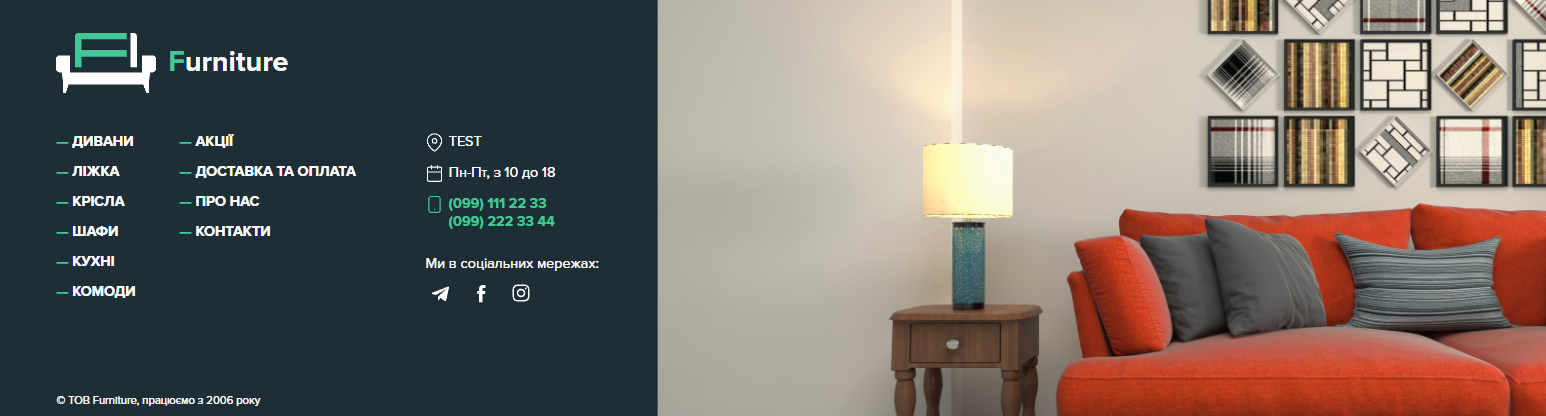 Furniture
— ДИВАНИ
— ЛІЖКА
— КРІСЛА
— ШАФИ
— КУХНІ
— КОМОДИ
— АКЦІЇ
— ДОСТАВКА ТА ОПЛАТА
— ПРО НАС
— КОНТАКТИ
TEST
Пн-Пт, з 10 до 18
(099) 111 22 33
(099) 222 33 44
Ми в соціальних мережах:
© ТОВ Furniture, працюємо з 2006 року